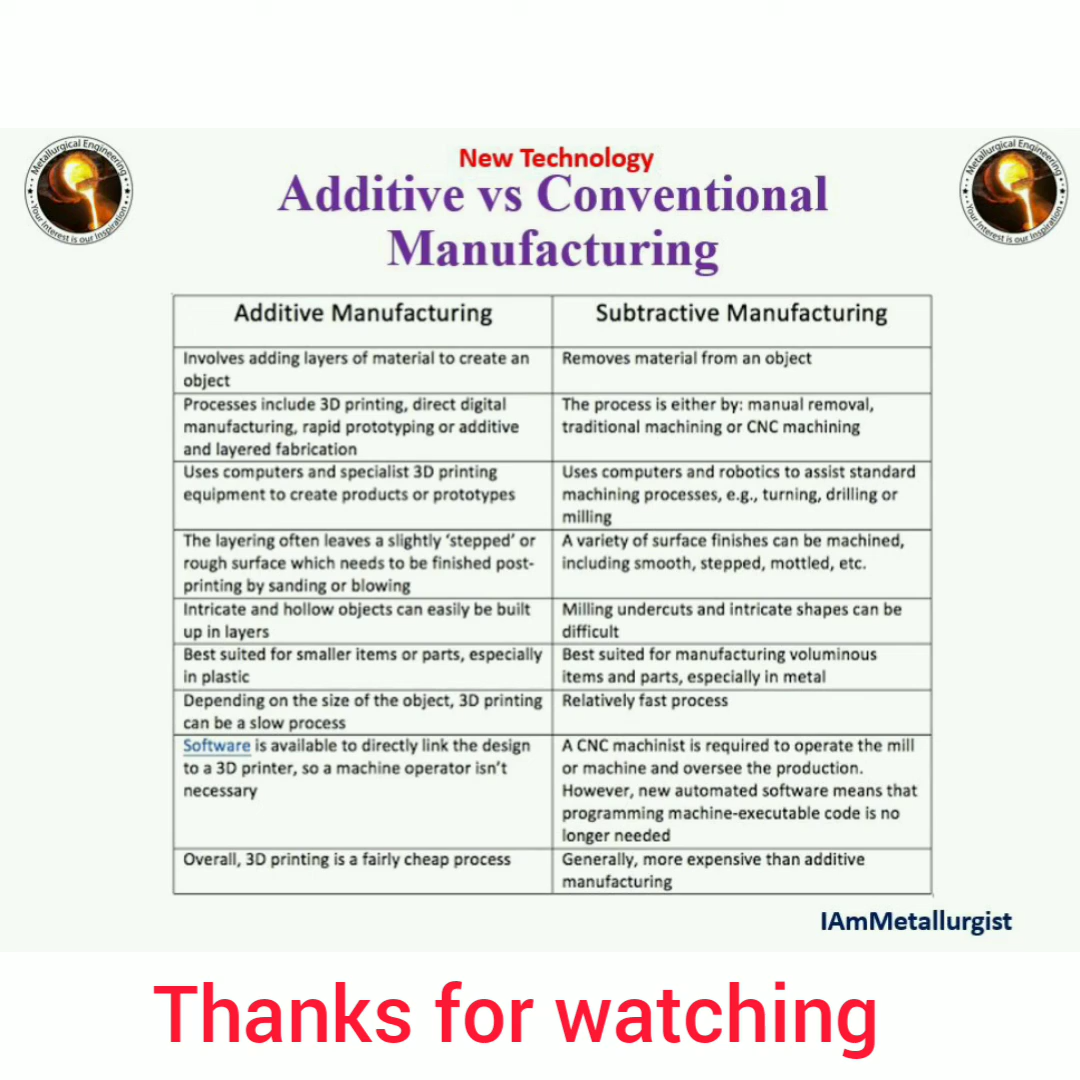 Metallurgical Engineering
Your Interest is our Inspiration
New Technology
Additive vs Conventional
Manufacturing
Metallurgical Engineering
Your Interest is our Inspiration
Additive Manufacturing
Subtractive Manufacturing
Involves adding layers of material to create an
object
Removes material from an object
Processes include 3D printing, direct digital
manufacturing, rapid prototyping or additive
and layered fabrication
The process is either by: manual removal,
traditional machining or CNC machining
Uses computers and specialist 3D printing
equipment to create products or prototypes
Uses computers and robotics to assist standard
machining processes, e.g., turning, drilling or
milling
The layering often leaves a slightly ‘stepped’ or
rough surface which needs to be finished post-
printing by sanding or blowing
A variety of surface finishes can be machined,
including smooth, stepped, mottled, etc.
Intricate and hollow objects can easily be built
up in layers
Milling undercuts and intricate shapes can be
difficult
Best suited for smaller items or parts, especially
in plastic
Best suited for manufacturing voluminous
items and parts, especially in metal
Depending on the size of the object, 3D printing
can be a slow process
Relatively fast process
Software is available to directly link the design
to a 3D printer, so a machine operator isn’t
necessary
A CNC machinist is required to operate the mill
or machine and oversee the production.
However, new automated software means that
programming machine-executable code is no
longer needed
Overall, 3D printing is a fairly cheap process
Generally, more expensive than additive
manufacturing
IAmMetallurgist
Thanks for watching